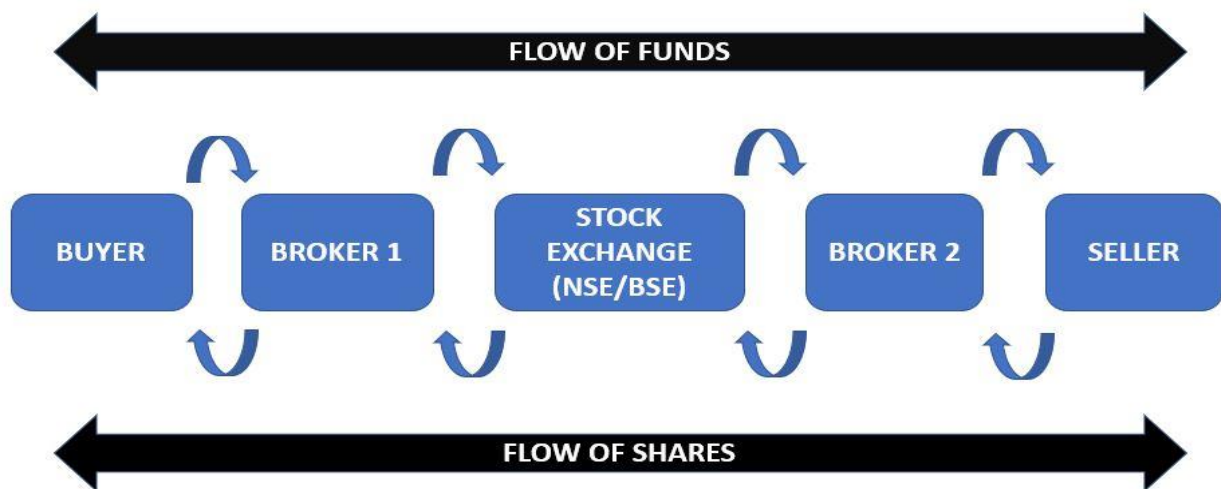 FLOW OF FUNDS
BUYER
BROKER 1
STOCK
EXCHANGE
(NSE/BSE)
BROKER 2
SELLER
FLOW OF SHARES